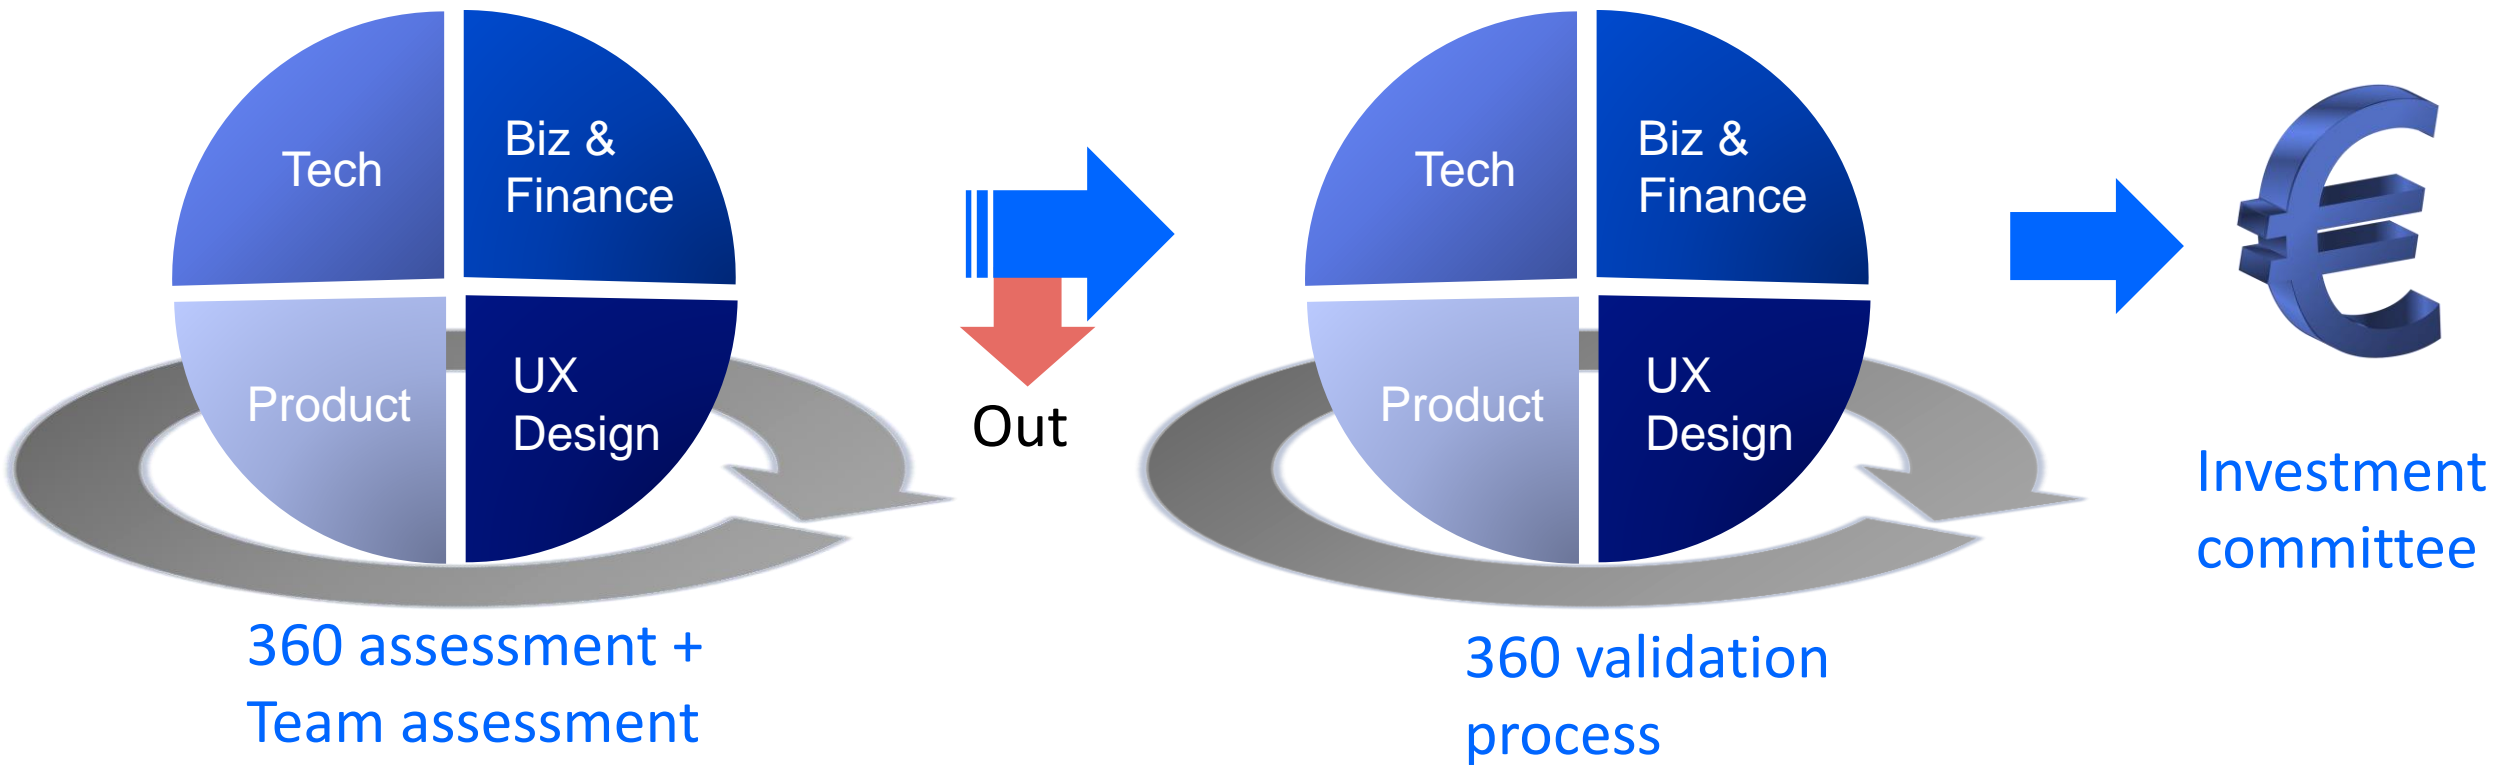 Tech
Biz &
Finance
Product
UX
Design
360 assessment +
Team assessment
Out
Tech
Biz &
Finance
Product
UX
Design
360 validation
process
€
Investment
committee